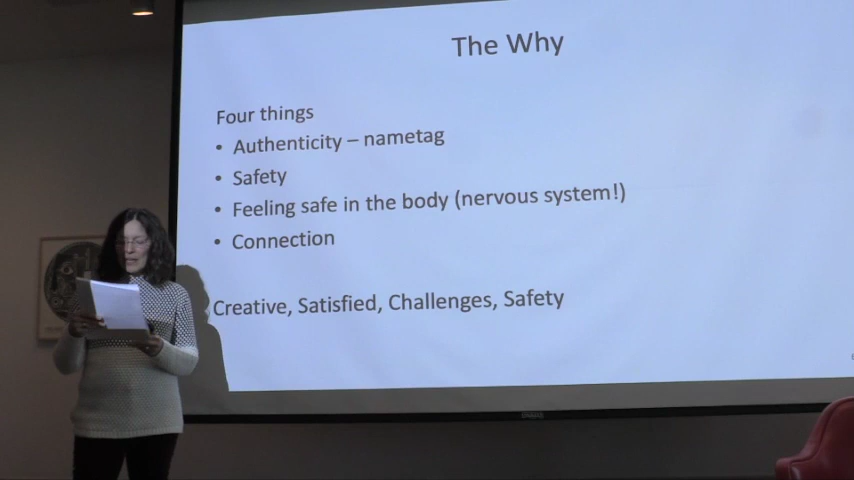 The Why
Four things
• Authenticity – nametag
• Safety
• Feeling safe in the body (nervous system!)
• Connection
Creative, Satisfied, Challenges, Safety